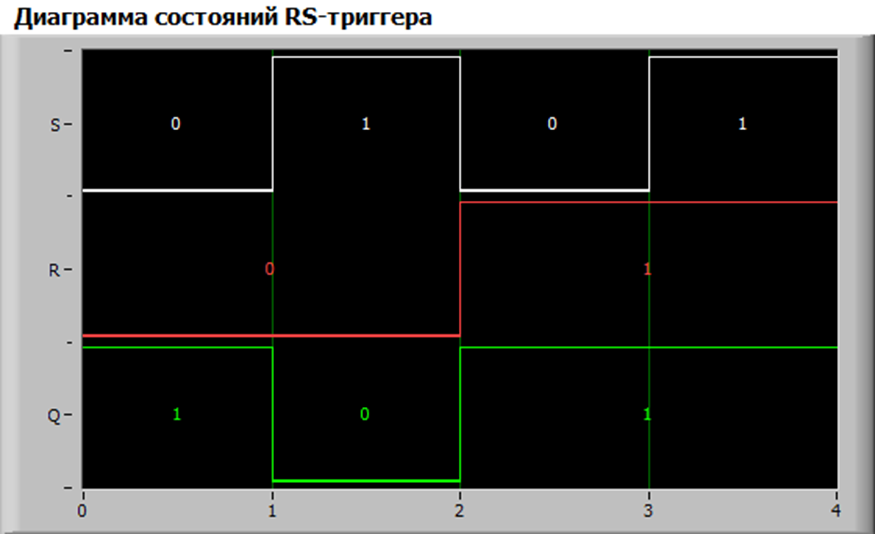 Диаграмма состояний RS-триггера
S 0 1 0 1
R 0 1
Q 1 0 1
0 1 2 3 4